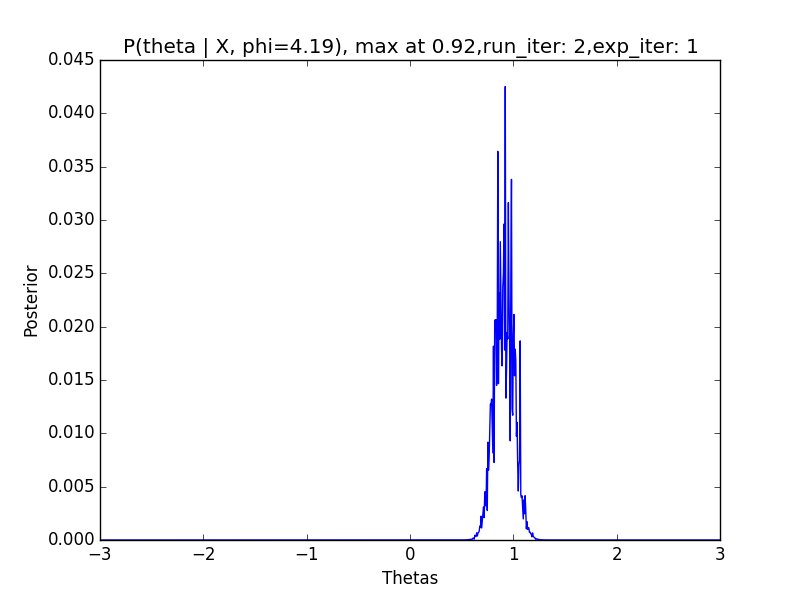 P(theta | X, phi=4.19), max at 0.92,run_iter: 2,exp_iter: 1
0.045
0.040
0.035
0.030
0.025
0.020
0.015
0.010
0.005
0.000
Posterior
−3 −2 −1 0 1 2 3
Thetas